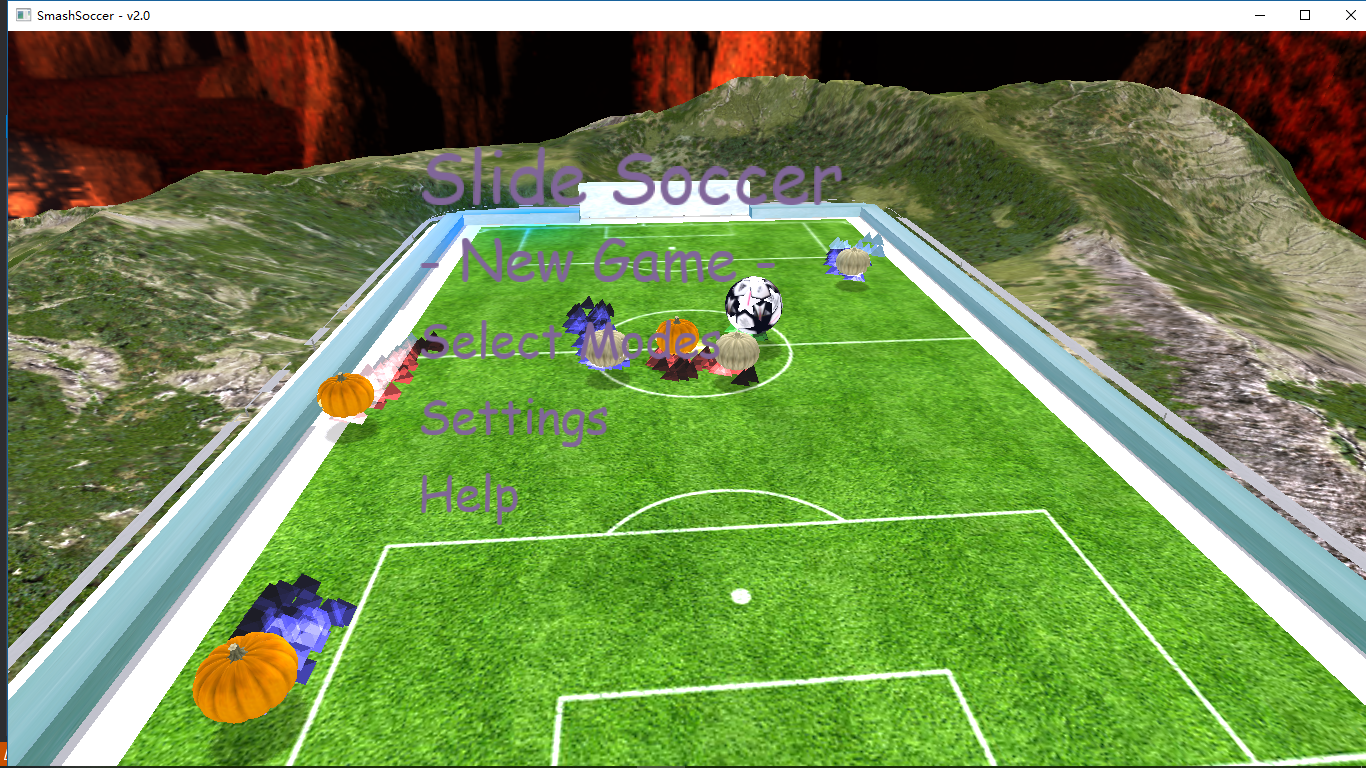 SmashSoccer - v2.0
Slide Soccer
- New Game -
Select Modes
Settings
Help